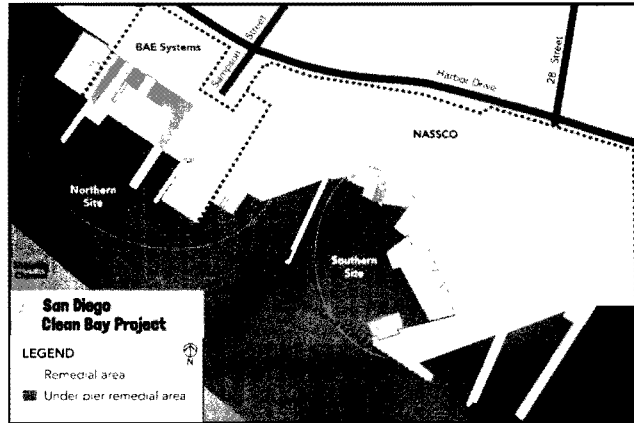 BAE Systems
Sampson Street
Harbor Drive
28 Street
NASSCO
Northern
Site
Southern
Site
San Diego
Clean Bay Project
LEGEND
N
Remedial area
Under pier remedial area